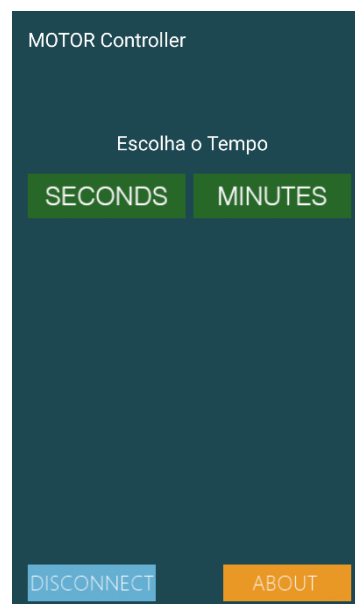 MOTOR Controller
Escolha o Tempo
SECONDS MINUTES
DISCONNECT ABOUT